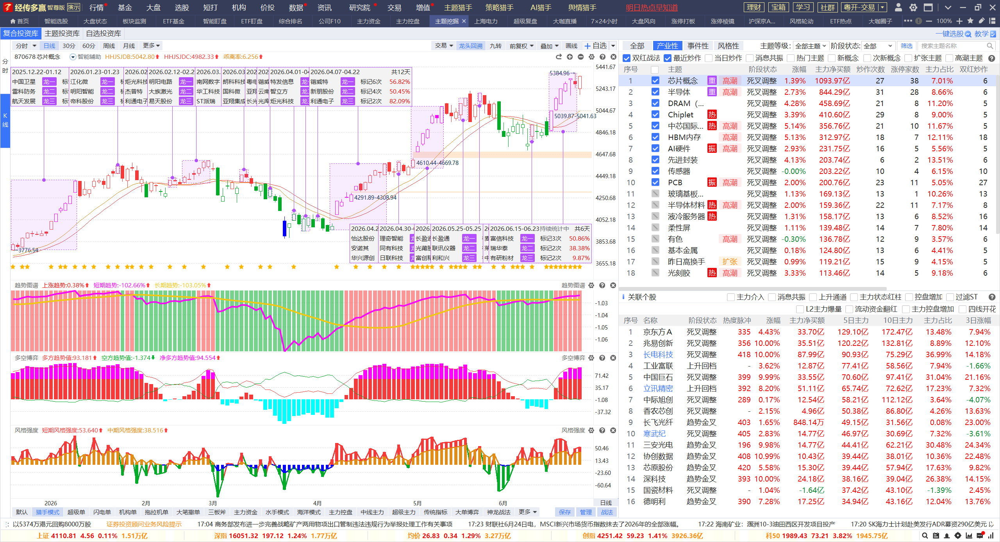 经传多赢 智尊版 演示 行情 基金 大盘 选股 短打 机构 价投 数据 资讯 研究院 交易 增值 主题猎手 策略猎手 AI猎手 舆情猎手 明日热点早知道 理财 宝箱 学习 社群 粤开-交易
首页 智能选股 大盘状态 板块监测 ETF基金 智能盯盘 ETF盯盘 综合排名 公司F10 主力资金 主力控盘 主题挖掘 上海电力 超级复盘 大咖直播 7×24小时 大盘风向 涨停打板 涨停棱镜 沪深京A... 风格轮动 ETF热点 大咖圈子 100%
复合投资库 主题投资库 自选投资库 一键选股 教学
分时 K线
分时 日线 30分 60分 周线 月线 更多 交易 龙头回溯 九转 前复权 叠加 画线 自选
870678 芯片概念 智能辅助 HHJSJDB:5042.80 HHJSJDC:4982.33 乖离率:6.256
2025.12.22-01.12 2026.01.23-01.23 2026.02 2026.02.12-02.2 2026.03. 2026.03 202 202 2026.04.01-04 2026.04.07-04.22 共12天
中国卫星 龙一 标 江化微 龙一 炬光科技 明阳电路 龙一 南网数字 朗科科技 粤电 锴威 特发信息 锴威特 龙一 标记6次 56.82%
雷科防务 龙二 标 明阳智能 龙二 杰普特 大族激光 龙二 华工科技 国科微 亚翔 云南 智立方 新朋股份 龙二 标记4次 50.45%
航天发展 龙三 标 帝科股份 龙三 利通电子 易天股份 龙三 ST派瑞 亚翔集成 长光 光库 炬光科技 利通电子 龙三 标记2次 82.09%
5384.96
5039.87-5041.63
4610.44-4669.78
4291.89-4308.94
3776.54
5441.67
5243.17
5044.67
4846.18
4647.68
4449.18
4250.68
4052.18
3853.68
3655.18
2026.04.2 2026.04.30- 2026. 2026.05.25-05.25 2026.06.15-06.23 持续统计中 共6天
怡达股份 理奇智能 长盈通 长盈通 龙一 富信科技 龙一 标记3次 50.86%
安诺其 同有科技 光莆股 联讯仪器 龙二 瑞华泰 龙二 标记2次 38.38%
华兴源创 日联科技 富创精 利和兴 龙三 有研粉材 龙三 标记2次 9.87%
趋势图谱 上涨趋势:0.38% 短期趋势:-102.66% 长期趋势:-103.05% 趋势图谱
-1.03
-1.04
-1.05
-1.06
多空博弈 多方趋势值:93.181 空方趋势值:-1.374 净多方趋势值:94.554 多空博弈
71.42
35.17
-1.08
-37.32
风格强度 短期风格强度:53.640 中期风格强度:38.516 风格强度
50.46
13.43
-23.60
-60.64
2026 2月 3月 4月 5月 6月 日线
默认 猎手模式 超级单 闪电单 机构单 拖拉机单 大笔撤单 三板斧 主力资金 水手模式 海洋模式 主力控盘 中线主力 超级主力 传统指标 大单博弈 神龙战法 更多 保存 管理 战法
全部 产业性 事件性 风格性 主题等级: 全部主题 阶段状态: 全部 筛选 搜索主题名称
双红战法 最近炒作 当日炒作 消息共振 热门主题 新概念 次新概念 扩张主题 高潮主题
序号 主题 阶段状态 涨幅 主力净买额 炒作次数 涨停家数 主力占比 双红炒作
1 芯片概念 重 高潮 死叉调整 1.39% 1093.97亿 27 38 7.01% 6
2 半导体 重 高潮 死叉调整 2.73% 844.29亿 31 28 8.66% 6
3 DRAM（... 死叉调整 4.28% 458.69亿 21 8 11.20% 5
4 Chiplet 热 死叉调整 3.39% 410.60亿 29 8 9.00% 5
5 中芯国际... 热 高潮 死叉调整 5.14% 356.76亿 21 10 11.67% 5
6 HBM内存 高潮 死叉调整 5.13% 312.97亿 18 7 12.11% 18
7 AI硬件 振 高潮 死叉调整 2.93% 231.75亿 16 5 5.56% 5
8 先进封装 死叉调整 4.13% 203.74亿 6 2 13.51% 6
9 传感器 死叉调整 -0.00% 203.22亿 10 4 6.15% 10
10 PCB 振 高潮 死叉调整 2.00% 200.76亿 23 11 5.05% 27
11 玻璃基板... 死叉调整 1.13% 169.13亿 13 1 10.26% 13
12 半导体材料 热 高潮 死叉调整 2.00% 159.36亿 22 11 7.17% 8
13 液冷服务器 热 死叉调整 1.31% 158.17亿 13 6 8.52% 16
14 柔性屏 死叉调整 1.11% 139.48亿 14 7 7.80% 14
15 有色 高潮 死叉调整 -0.30% 136.78亿 12 9 3.57% 6
16 基本金属 死叉调整 0.18% 124.80亿 13 6 4.41% 5
17 昨日高换手 扩张 死叉调整 0.99% 119.21亿 15 9 4.15% 5
18 光刻胶 热 高潮 死叉调整 3.33% 113.46亿 14 5 9.18% 6
关联个股 主力介入 消息共振 上升通道 主力状态红柱 控盘增加 过滤ST
L2主力爆量 流动资金翻红 主力控盘增加 四线开花
序号 名称 阶段状态 热度脉冲 涨幅 主力净买额 5日主力 10日主力 主力占比 3日涨幅
1 京东方A 死叉调整 335 4.43% 33.70亿 129.10亿 172.47亿 13.48% 7.94%
2 兆易创新 死叉调整 356 10.00% 35.51亿 120.22亿 132.81亿 8.89% 12.10%
3 长电科技 死叉调整 418 10.00% 87.99亿 90.93亿 75.29亿 36.99% 14.18%
4 工业富联 上升回档 - 3.62% 12.87亿 77.41亿 58.56亿 7.94% -1.66%
5 中国巨石 死叉调整 399 9.99% 33.55亿 70.60亿 97.41亿 31.04% 21.16%
6 立讯精密 上升回档 392 8.20% 51.11亿 65.74亿 72.62亿 17.23% 7.32%
7 中际旭创 死叉调整 289 0.17% 12.54亿 58.21亿 112.12亿 3.64% -4.07%
8 香农芯创 死叉调整 - 2.15% 4.96亿 50.38亿 86.80亿 4.26% 13.63%
9 长飞光纤 趋势金叉 403 1.65% 848.14万 49.15亿 31.56亿 0.08% 23.00%
10 寒武纪 死叉调整 405 2.83% 14.77亿 46.97亿 30.69亿 7.32% -3.61%
11 三安光电 趋势金叉 196 9.98% 14.77亿 44.41亿 62.21亿 30.48% 24.34%
12 协创数据 趋势金叉 408 10.99% 10.43亿 39.44亿 38.01亿 10.36% 22.48%
13 芯原股份 趋势金叉 420 5.58% 15.30亿 39.44亿 57.94亿 17.63% 9.82%
14 深科技 趋势金叉 393 10.00% 24.18亿 38.16亿 39.04亿 26.38% 14.15%
15 国瓷材料 死叉调整 - 1.04% -1.64亿 37.42亿 43.10亿 -1.39% 2.45%
16 德明利 趋势金叉 390 7.28% 17.25亿 34.94亿 43.16亿 12.04% 13.76%
以5374万港元回购8000万股 证券投资顾问业务风险提示 17:04 商务部发布进一步完善战略矿产两用物项出口管制违法违规行为举报处理工作有关事项 17:23 财联社6月24日电，MSCI新兴市场货币指数抹去了2026年的全部涨幅。 17:22 海南矿业：涠洲10-3油田西区开发项目投产 17:20 SK海力士计划赴美发行ADR募资290亿美元 以
上证 4110.81 4.56 0.11% 1.51万亿 深指 16051.32 197.12 1.24% 1.77万亿 均价 26.83 0.34 1.29% 3.27万亿 创指 4251.42 59.23 1.41% 3926.36亿 科50 1989.43 73.21 3.82% 1945.75亿